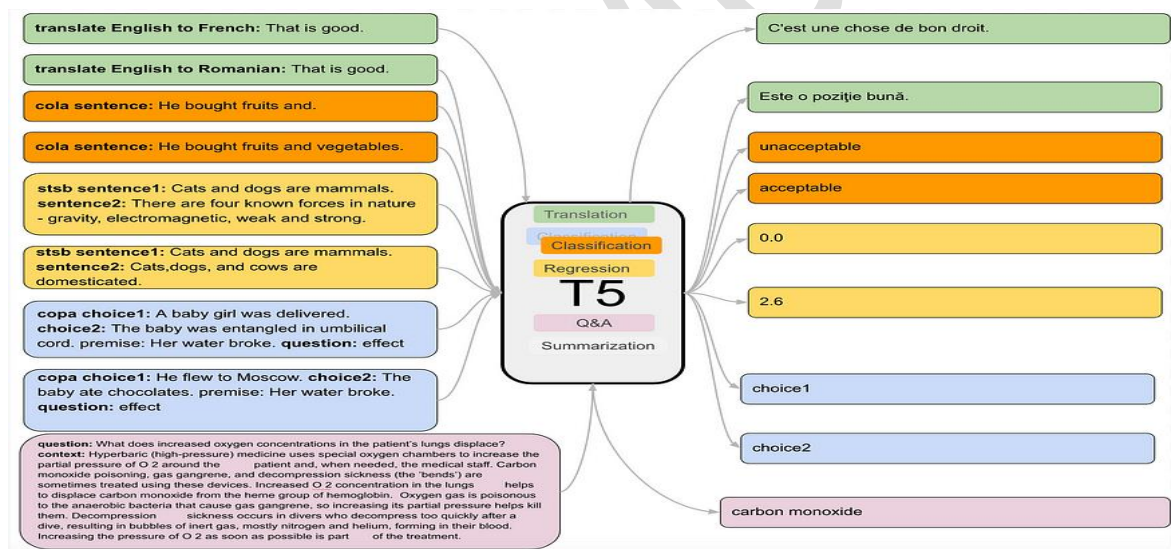 translate English to French: That is good.
translate English to Romanian: That is good.
cola sentence: He bought fruits and.
cola sentence: He bought fruits and vegetables.
stsb sentence1: Cats and dogs are mammals.
sentence2: There are four known forces in nature
- gravity, electromagnetic, weak and strong.
stsb sentence1: Cats and dogs are mammals.
sentence2: Cats,dogs, and cows are
domesticated.
copa choice1: A baby girl was delivered.
choice2: The baby was entangled in umbilical
cord. premise: Her water broke. question: effect
copa choice1: He flew to Moscow. choice2: The
baby ate chocolates. premise: Her water broke.
question: effect
question: What does increased oxygen concentrations in the patient's lungs displace?
context: Hyperbaric (high-pressure) medicine uses special oxygen chambers to increase the
partial pressure of O 2 around the patient and, when needed, the medical staff. Carbon
monoxide poisoning, gas gangrene, and decompression sickness (the 'bends') are
sometimes treated using these devices. Increased O 2 concentration in the lungs helps
to displace carbon monoxide from the heme group of hemoglobin. Oxygen gas is poisonous
to the anaerobic bacteria that cause gas gangrene, so increasing its partial pressure helps kill
them. Decompression sickness occurs in divers who decompress too quickly after a
dive, resulting in bubbles of inert gas, mostly nitrogen and helium, forming in their blood.
Increasing the pressure of O 2 as soon as possible is part of the treatment.
Translation
Classification
Classification
Regression
T5
Q&A
Summarization
C'est une chose de bon droit.
Este o poziție bună.
unacceptable
acceptable
0.0
2.6
choice1
choice2
carbon monoxide